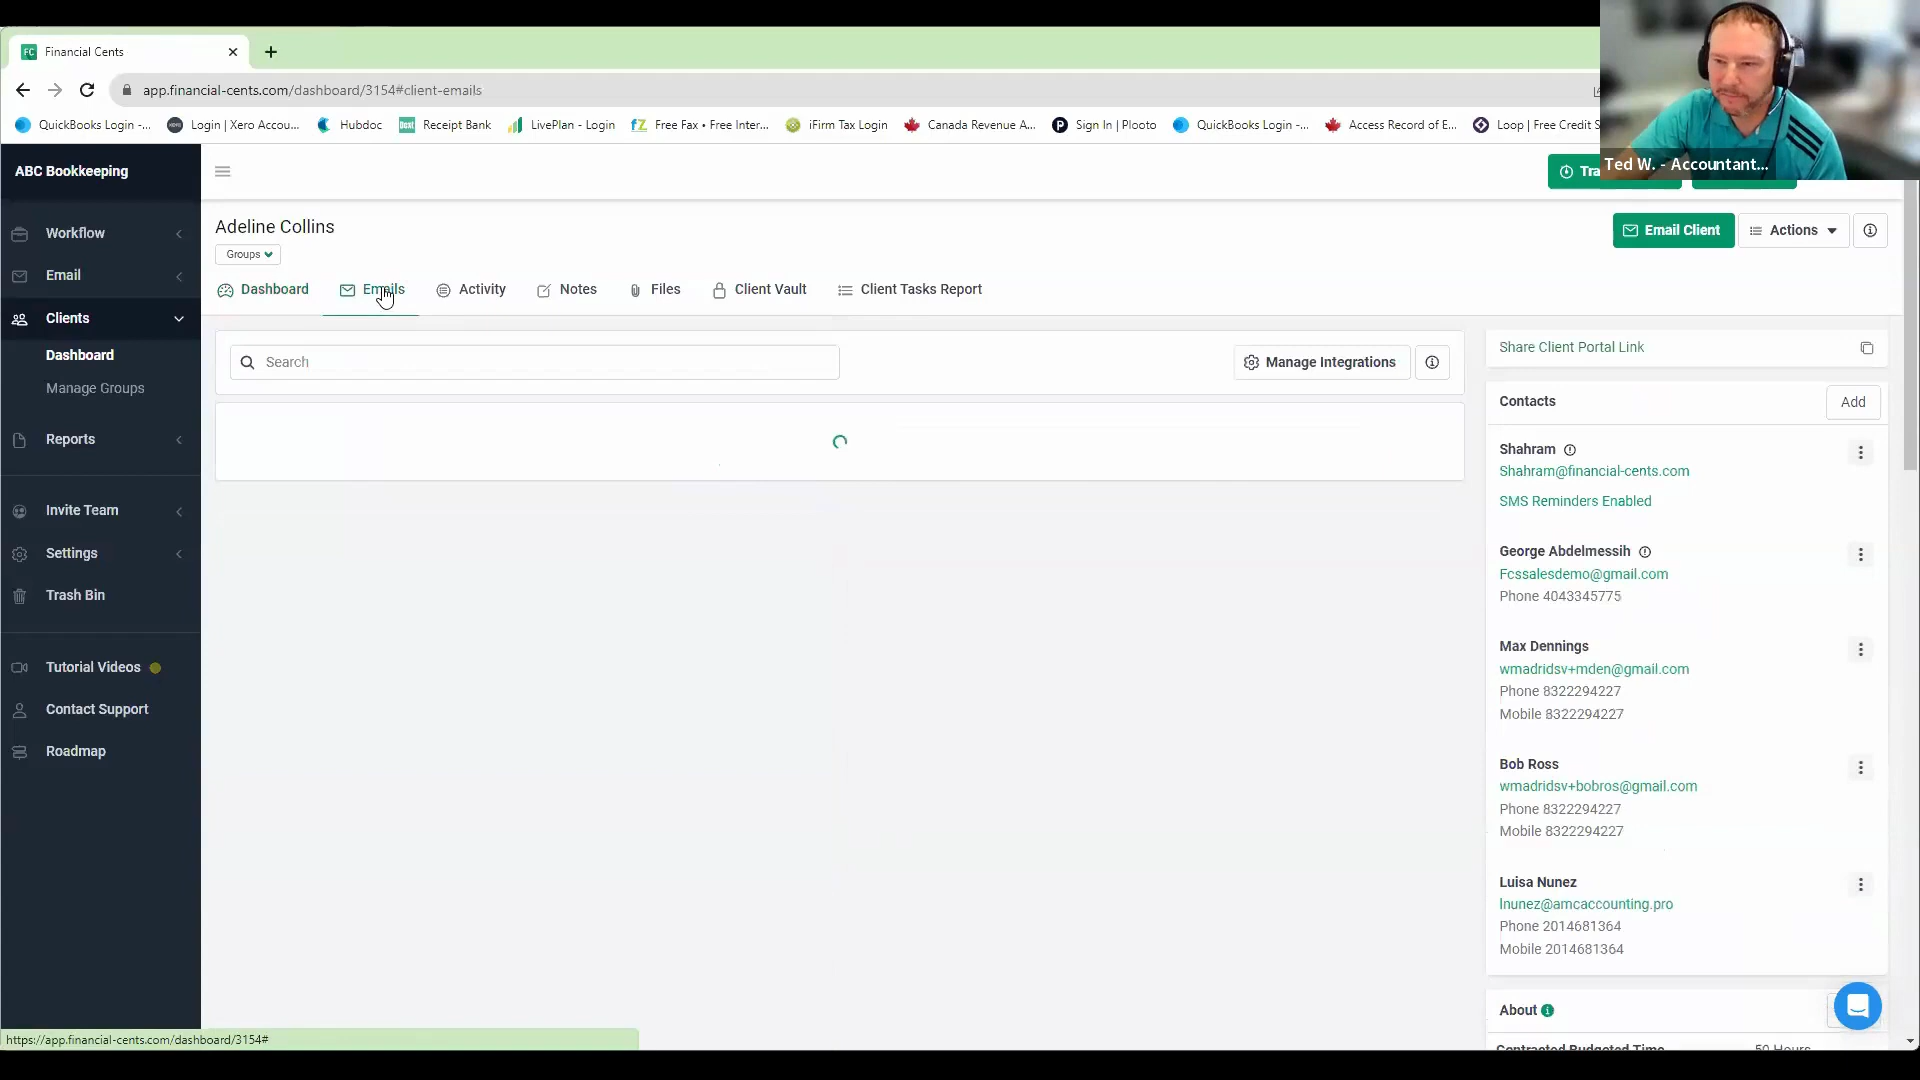 Financial Cents
app.financial-cents.com/dashboard/3154#client-emails
QuickBooks Login -...
Login | Xero Accou...
Hubdoc
Receipt Bank
LivePlan - Login
Free Fax • Free Inter...
iFirm Tax Login
Canada Revenue A...
Sign In | Plooto
QuickBooks Login -...
Access Record of E...
Loop | Free Credit S
Ted W. - Accountant...
ABC Bookkeeping
Tra
Workflow
Email
Clients
Dashboard
Manage Groups
Reports
Invite Team
Settings
Trash Bin
Tutorial Videos
Contact Support
Roadmap
Adeline Collins
Groups
Email Client
Actions
Dashboard
Emails
Activity
Notes
Files
Client Vault
Client Tasks Report
Search
Manage Integrations
Share Client Portal Link
Contacts
Add
Shahram
Shahram@financial-cents.com
SMS Reminders Enabled
George Abdelmessih
Fcssalesdemo@gmail.com
Phone 4043345775
Max Dennings
wmadridsv+mden@gmail.com
Phone 8322294227
Mobile 8322294227
Bob Ross
wmadridsv+bobros@gmail.com
Phone 8322294227
Mobile 8322294227
Luisa Nunez
lnunez@amcaccounting.pro
Phone 2014681364
Mobile 2014681364
About
Contracted Budgeted Time
50 Hours
https://app.financial-cents.com/dashboard/3154#